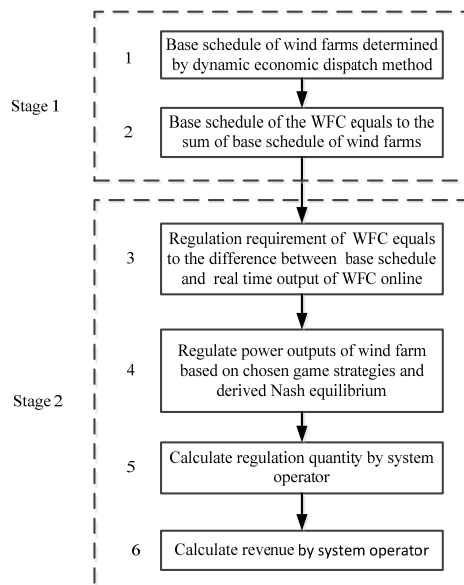 Stage 1
1
Base schedule of wind farms determined
by dynamic economic dispatch method
2
Base schedule of the WFC equals to the
sum of base schedule of wind farms
Stage 2
3
Regulation requirement of WFC equals
to the difference between base schedule
and real time output of WFC online
4
Regulate power outputs of wind farm
based on chosen game strategies and
derived Nash equilibrium
5
Calculate regulation quantity by system
operator
6
Calculate revenue by system operator